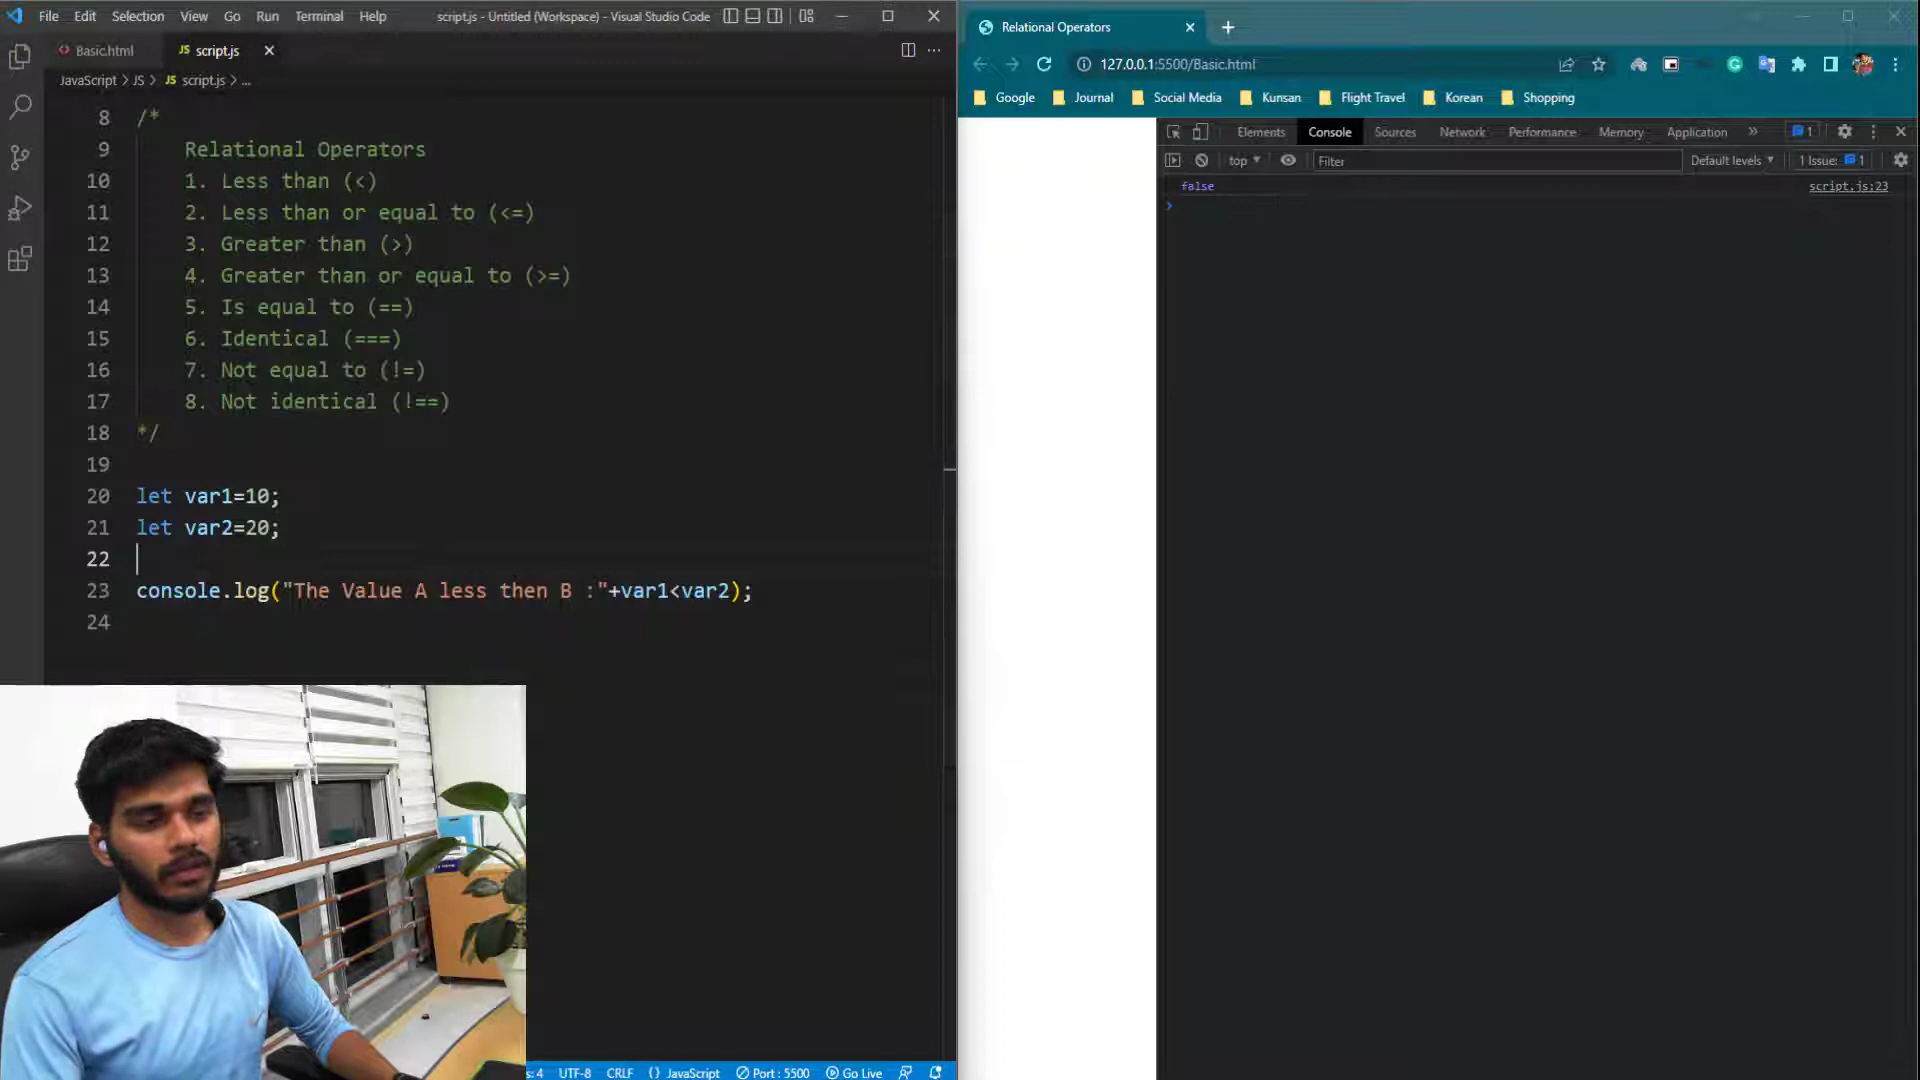 File Edit Selection View Go Run Terminal Help script.js - Untitled (Workspace) - Visual Studio Code
Basic.html JS script.js
JavaScript > JS > JS script.js > ...
8 /*
9 Relational Operators
10 1. Less than (<)
11 2. Less than or equal to (<=)
12 3. Greater than (>)
13 4. Greater than or equal to (>=)
14 5. Is equal to (==)
15 6. Identical (===)
16 7. Not equal to (!=)
17 8. Not identical (!==)
18 */
19
20 let var1=10;
21 let var2=20;
22
23 console.log("The Value A less then B :"+var1<var2);
24
s: 4 UTF-8 CRLF {} JavaScript Port : 5500 Go Live
Relational Operators
127.0.0.1:5500/Basic.html
Google Journal Social Media Kunsan Flight Travel Korean Shopping
Elements Console Sources Network Performance Memory Application » 1
top Filter Default levels 1 Issue: 1
false script.js:23